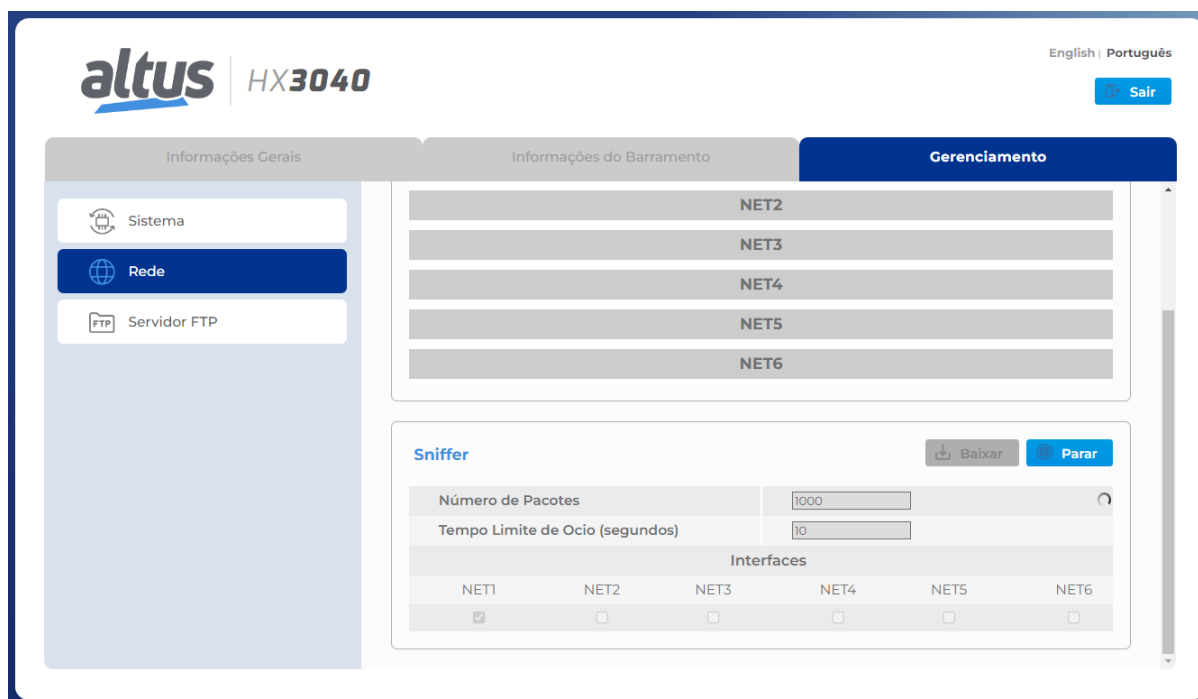 English | Português
altus HX3040
Sair
Informações Gerais Informações do Barramento Gerenciamento
Sistema
Rede
FTP Servidor FTP
NET2
NET3
NET4
NET5
NET6
Sniffer Baixar Parar
Número de Pacotes 1000
Tempo Limite de Ocio (segundos) 10
Interfaces
NET1 NET2 NET3 NET4 NET5 NET6